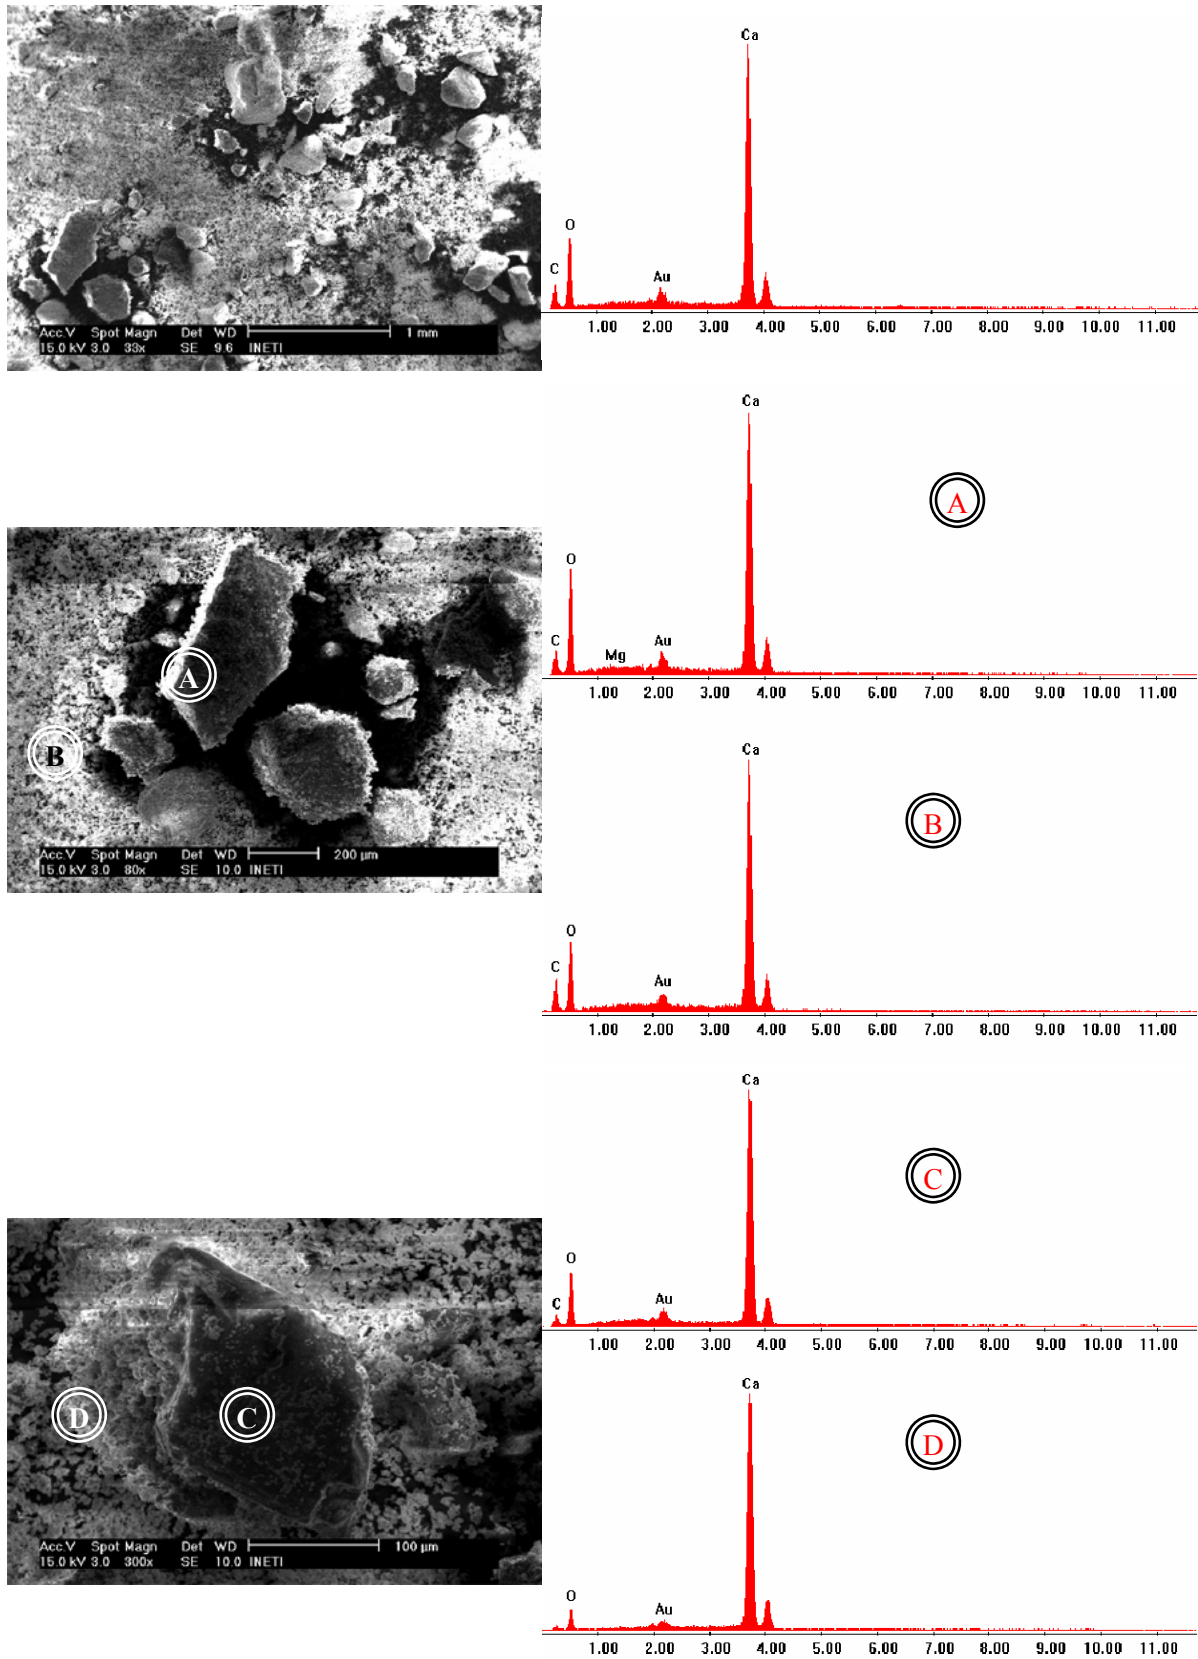 Acc.V Spot Magn Det WD 1 mm
15.0 kV 3.0 33x SE 9.6 INETI
Ca
O
C
Au
1.00 2.00 3.00 4.00 5.00 6.00 7.00 8.00 9.00 10.00 11.00
A
B
Acc.V Spot Magn Det WD 200 µm
15.0 kV 3.0 80x SE 10.0 INETI
Ca
A
O
C
Mg
Au
1.00 2.00 3.00 4.00 5.00 6.00 7.00 8.00 9.00 10.00 11.00
Ca
B
O
C
Au
1.00 2.00 3.00 4.00 5.00 6.00 7.00 8.00 9.00 10.00 11.00
D
C
Acc.V Spot Magn Det WD 100 µm
15.0 kV 3.0 300x SE 10.0 INETI
Ca
C
O
C
Au
1.00 2.00 3.00 4.00 5.00 6.00 7.00 8.00 9.00 10.00 11.00
Ca
D
O
Au
1.00 2.00 3.00 4.00 5.00 6.00 7.00 8.00 9.00 10.00 11.00